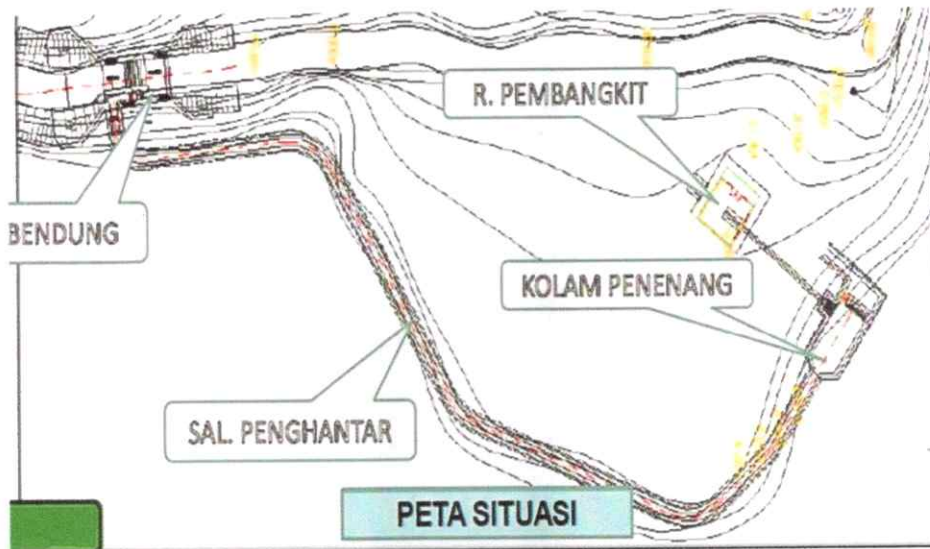 R. PEMBANGKIT
BENDUNG
KOLAM PENENANG
SAL. PENGHANTAR
PETA SITUASI